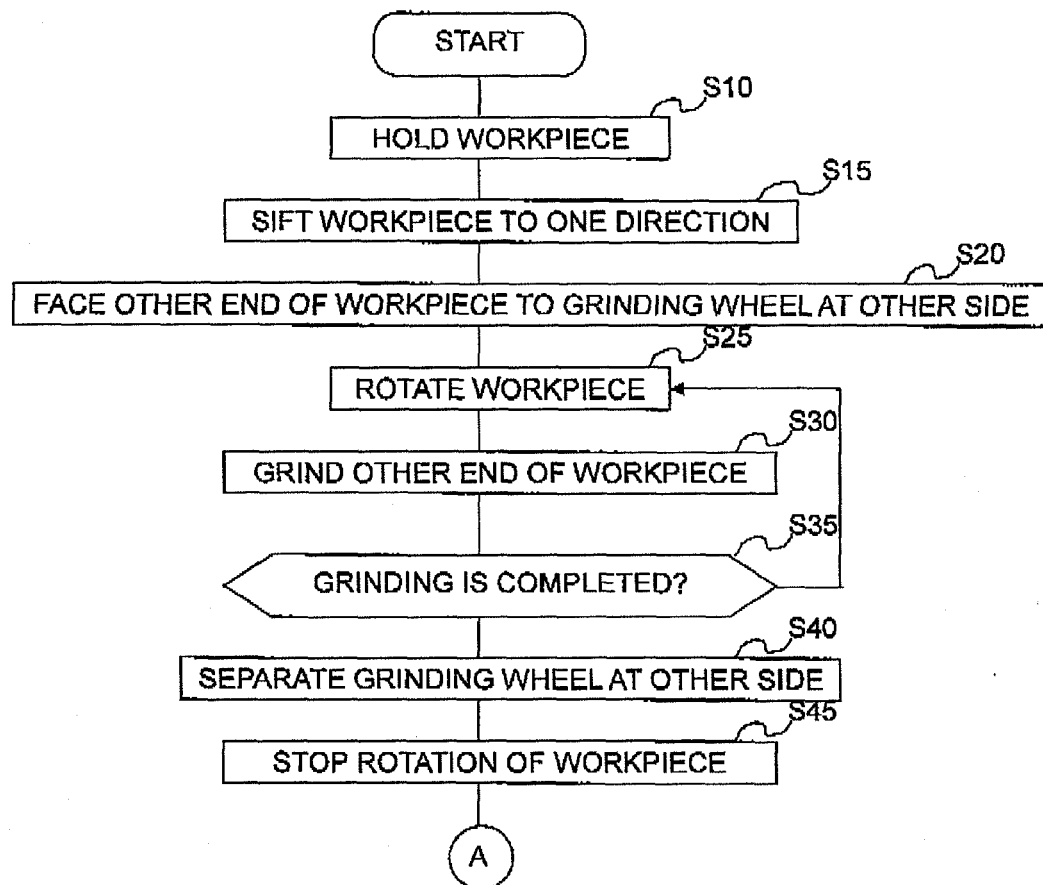 START
S10
HOLD WORKPIECE
S15
SIFT WORKPIECE TO ONE DIRECTION
S20
FACE OTHER END OF WORKPIECE TO GRINDING WHEEL AT OTHER SIDE
S25
ROTATE WORKPIECE
S30
GRIND OTHER END OF WORKPIECE
S35
GRINDING IS COMPLETED?
S40
SEPARATE GRINDING WHEEL AT OTHER SIDE
S45
STOP ROTATION OF WORKPIECE
A